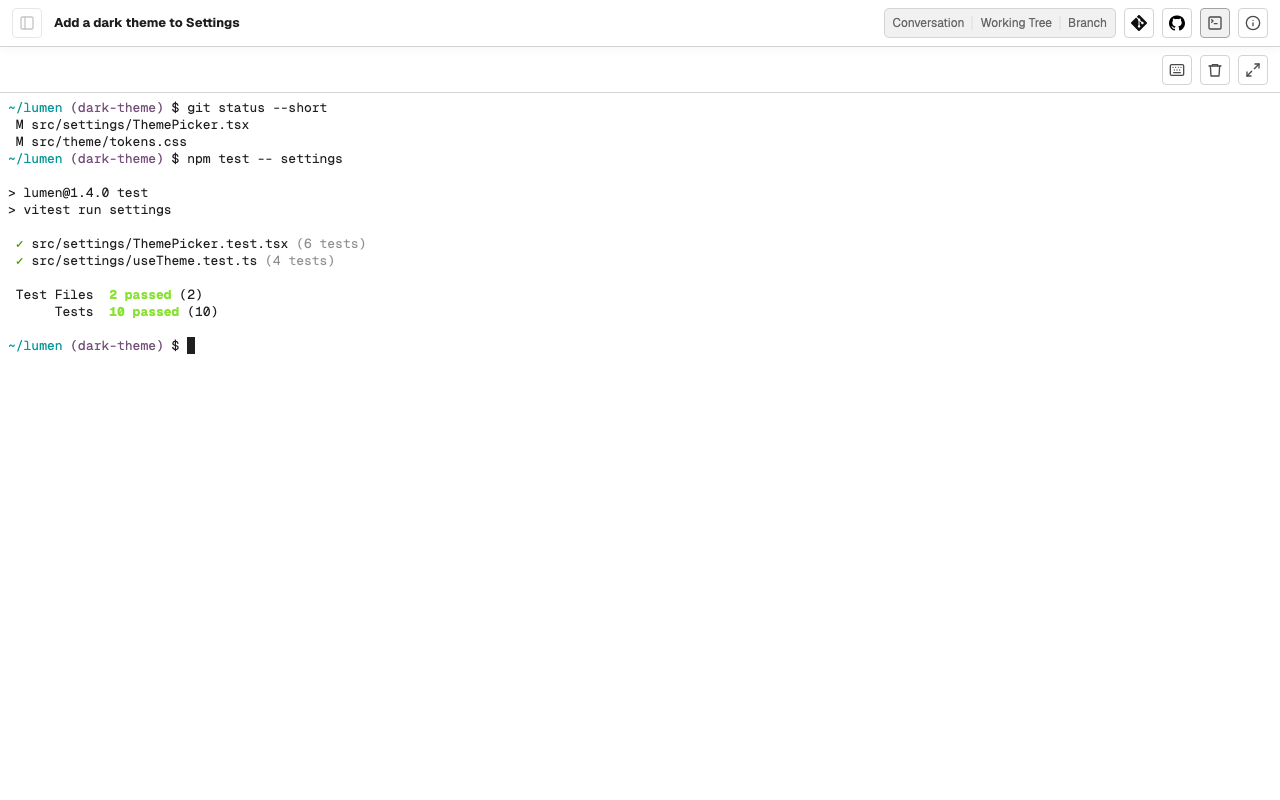 Add a dark theme to Settings
Conversation Working Tree Branch
~/lumen (dark-theme) $ git status --short
 M src/settings/ThemePicker.tsx
 M src/theme/tokens.css
~/lumen (dark-theme) $ npm test -- settings
> lumen@1.4.0 test
> vitest run settings
✓ src/settings/ThemePicker.test.tsx (6 tests)
✓ src/settings/useTheme.test.ts (4 tests)
Test Files  2 passed (2)
Tests  10 passed (10)
~/lumen (dark-theme) $